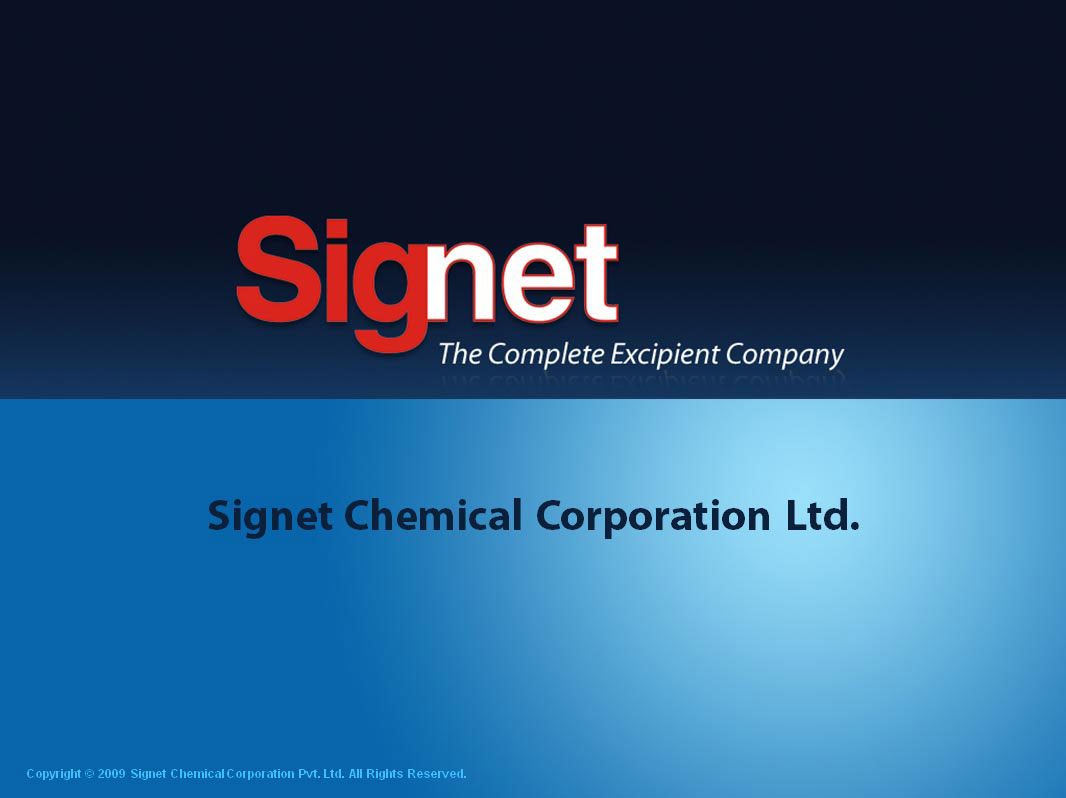 Signet
The Complete Excipient Company
Signet Chemical Corporation Ltd.
Copyright © 2009 Signet Chemical Corporation Pvt. Ltd. All Rights Reserved.